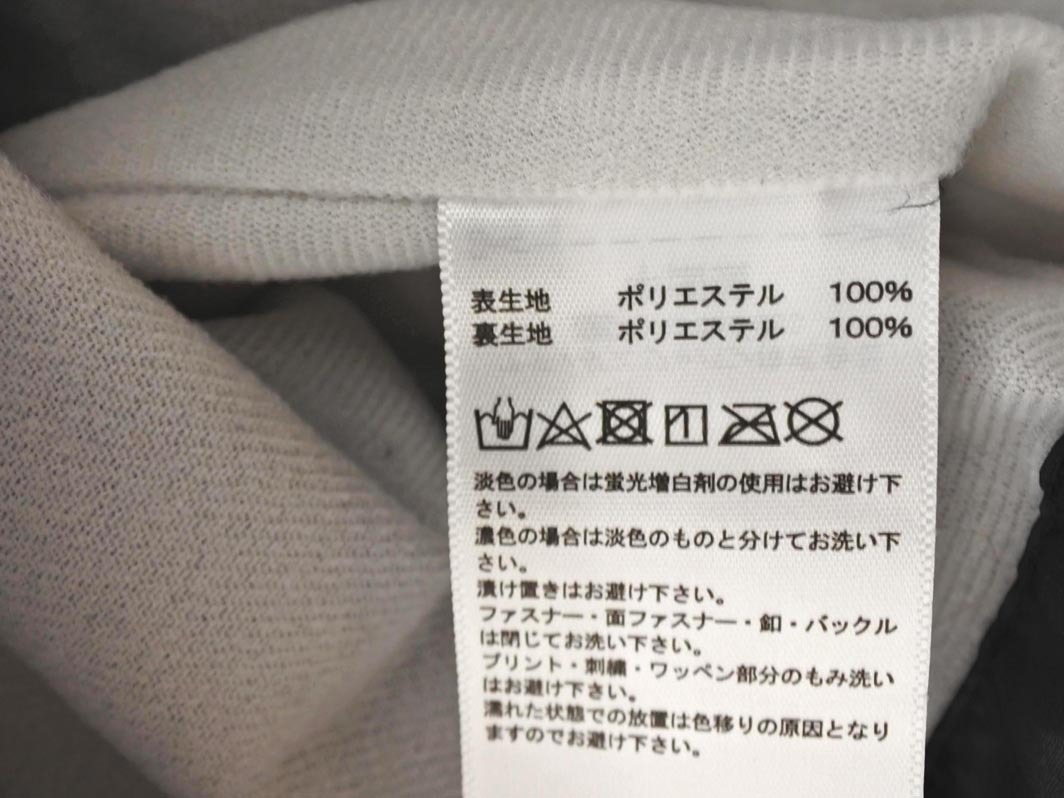 表生地 ポリエステル 100%
裏生地 ポリエステル 100%
淡色の場合は蛍光増白剤の使用はお避け下
さい。
濃色の場合は淡色のものと分けてお洗い下
さい。
漬け置きはお避け下さい。
ファスナー・面ファスナー・釦・バックル
は閉じてお洗い下さい。
プリント・刺繍・ワッペン部分のもみ洗い
はお避け下さい。
濡れた状態での放置は色移りの原因となり
ますのでお避け下さい。